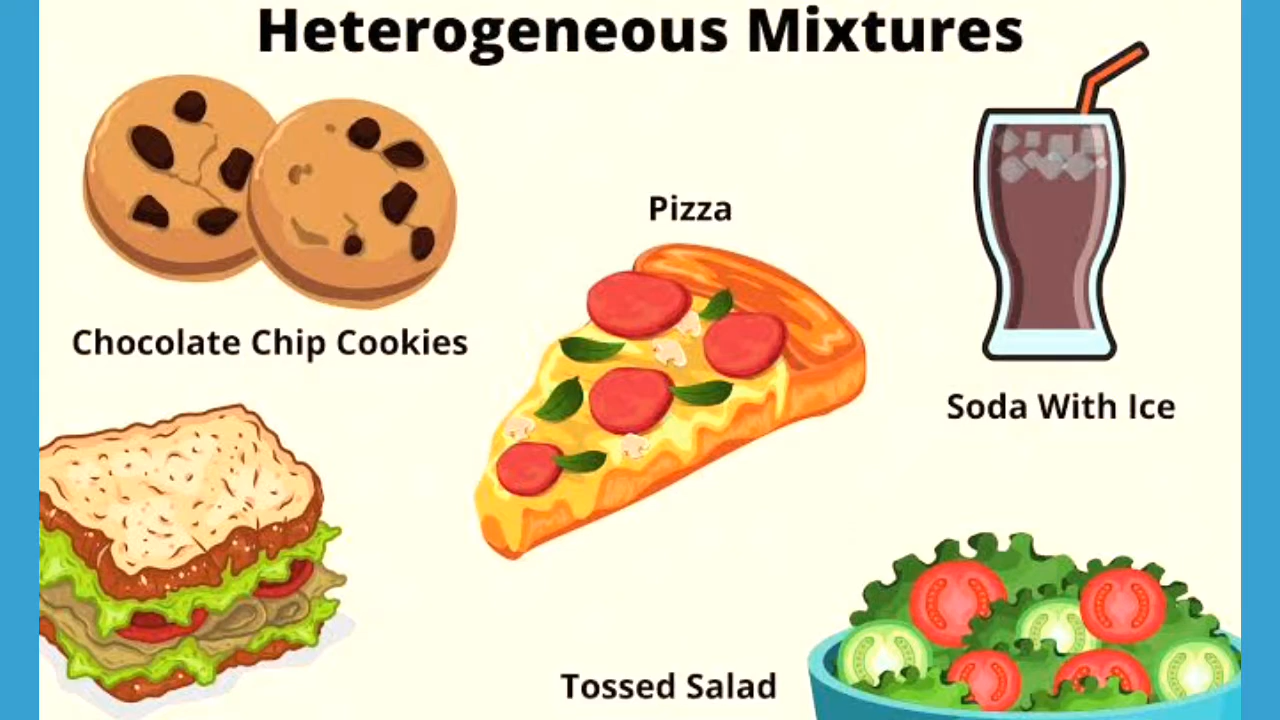 Heterogeneous Mixtures
Pizza
Chocolate Chip Cookies
Soda With Ice
Tossed Salad